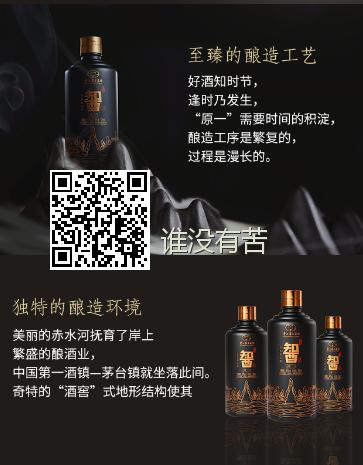 至臻的酿造工艺
好酒知时节，
逢时乃发生，
“原一”需要时间的积淀，
酿造工序是繁复的，
过程是漫长的。
谁没有苦
独特的酿造环境
美丽的赤水河抚育了岸上
繁盛的酿酒业，
中国第一酒镇—茅台镇就坐落此间。
奇特的“酒窖”式地形结构使其